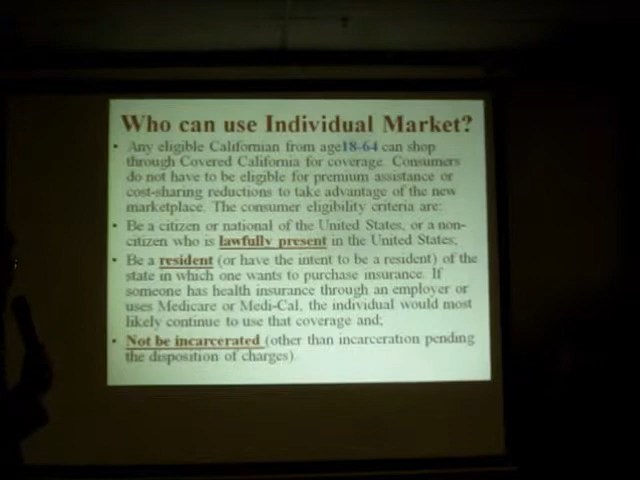 Who can use Individual Market?
• Any eligible Californian from age18-64 can shop
through Covered California for coverage. Consumers
do not have to be eligible for premium assistance or
cost-sharing reductions to take advantage of the new
marketplace. The consumer eligibility criteria are:
• Be a citizen or national of the United States, or a non-
citizen who is lawfully present in the United States;
• Be a resident (or have the intent to be a resident) of the
state in which one wants to purchase insurance. If
someone has health insurance through an employer or
uses Medicare or Medi-Cal, the individual would most
likely continue to use that coverage and;
• Not be incarcerated (other than incarceration pending
the disposition of charges).